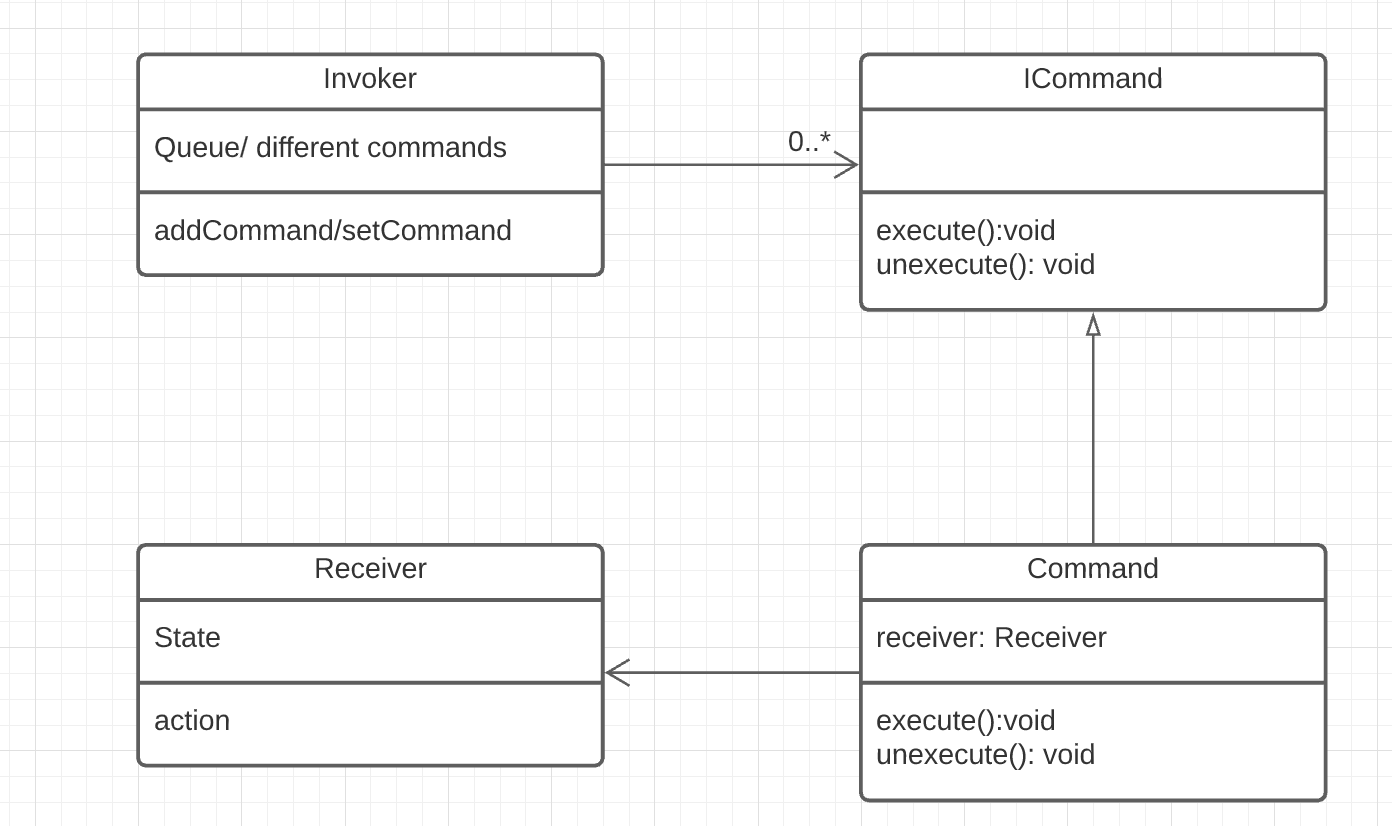 Invoker
Queue/ different commands
addCommand/setCommand
0..*
ICommand
execute():void
unexecute(): void
Receiver
State
action
Command
receiver: Receiver
execute():void
unexecute(): void